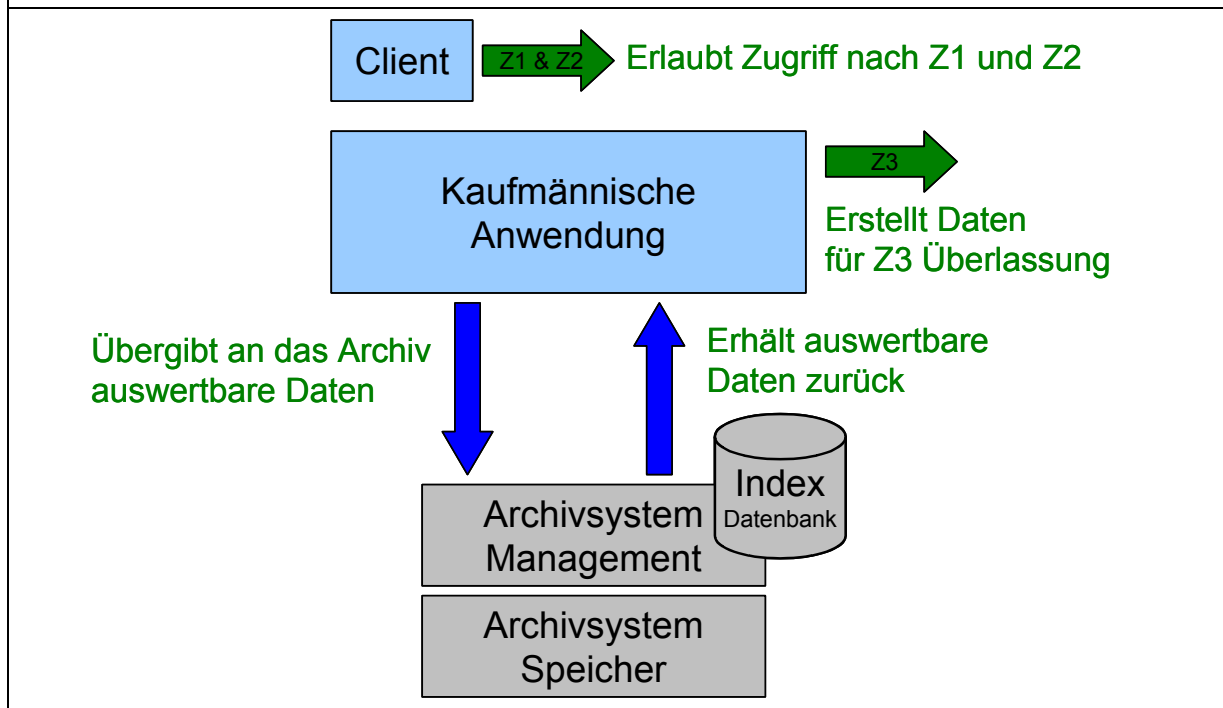 Client
Z1 & Z2
Erlaubt Zugriff nach Z1 und Z2
Kaufmännische
Anwendung
Z3
Erstellt Daten
für Z3 Überlassung
Übergibt an das Archiv
auswertbare Daten
Erhält auswertbare
Daten zurück
Index
Datenbank
Archivsystem
Management
Archivsystem
Speicher